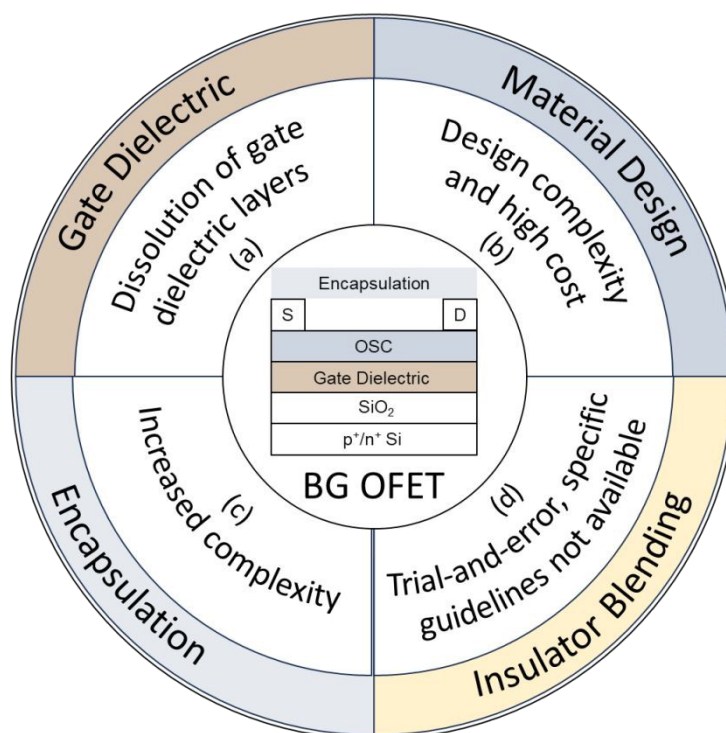 Gate Dielectric
Dissolution of gate
dielectric layers
(a)
Material Design
Design complexity
and high cost
(b)
Encapsulation
S
D
OSC
Gate Dielectric
SiO₂
p⁺/n⁺ Si
BG OFET
Encapsulation
Increased complexity
(c)
Insulator Blending
Trial-and-error, specific
guidelines not available
(d)